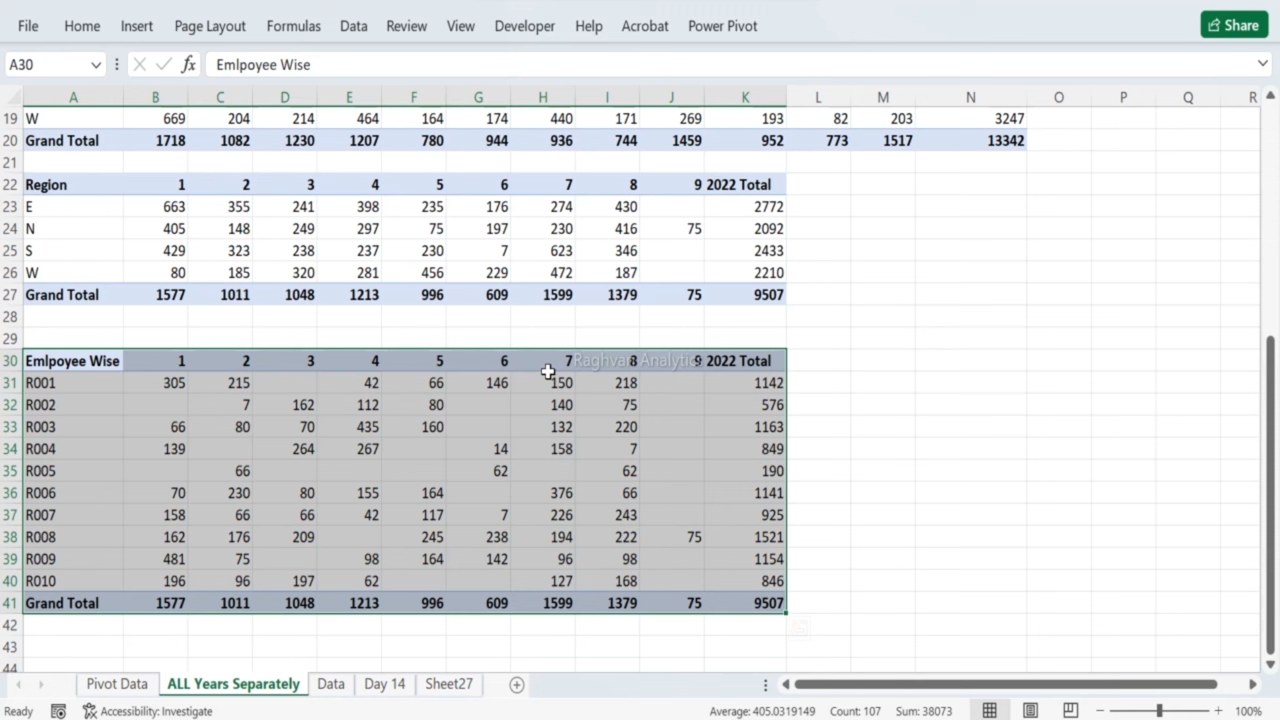 File Home Insert Page Layout Formulas Data Review View Developer Help Acrobat Power Pivot Share
A30 fx Emlpoyee Wise
A B C D E F G H I J K L M N O P Q R
19 W 669 204 214 464 164 174 440 171 269 193 82 203 3247
20 Grand Total 1718 1082 1230 1207 780 944 936 744 1459 952 773 1517 13342
21
22 Region 1 2 3 4 5 6 7 8 9 2022 Total
23 E 663 355 241 398 235 176 274 430 2772
24 N 405 148 249 297 75 197 230 416 75 2092
25 S 429 323 238 237 230 7 623 346 2433
26 W 80 185 320 281 456 229 472 187 2210
27 Grand Total 1577 1011 1048 1213 996 609 1599 1379 75 9507
28
29
30 Emlpoyee Wise 1 2 3 4 5 6 7 8 9 2022 Total
Raghvan Analytics
31 R001 305 215 42 66 146 150 218 1142
32 R002 7 162 112 80 140 75 576
33 R003 66 80 70 435 160 132 220 1163
34 R004 139 264 267 14 158 7 849
35 R005 66 62 62 190
36 R006 70 230 80 155 164 376 66 1141
37 R007 158 66 66 42 117 7 226 243 925
38 R008 162 176 209 245 238 194 222 75 1521
39 R009 481 75 98 164 142 96 98 1154
40 R010 196 96 197 62 127 168 846
41 Grand Total 1577 1011 1048 1213 996 609 1599 1379 75 9507
42
43
44
Pivot Data ALL Years Separately Data Day 14 Sheet27
Ready Accessibility: Investigate Average: 405.0319149 Count: 107 Sum: 38073 100%